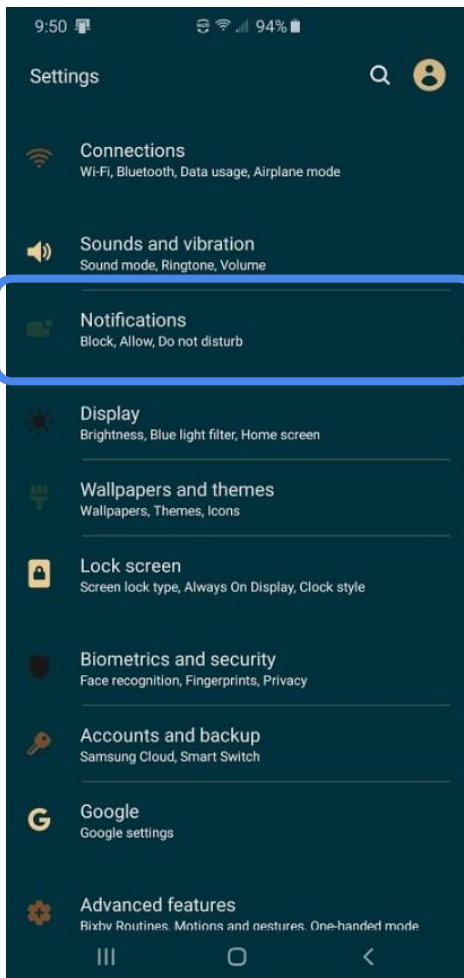 9:50 94%
Settings
Connections
Wi-Fi, Bluetooth, Data usage, Airplane mode
Sounds and vibration
Sound mode, Ringtone, Volume
Notifications
Block, Allow, Do not disturb
Display
Brightness, Blue light filter, Home screen
Wallpapers and themes
Wallpapers, Themes, Icons
Lock screen
Screen lock type, Always On Display, Clock style
Biometrics and security
Face recognition, Fingerprints, Privacy
Accounts and backup
Samsung Cloud, Smart Switch
G Google
Google settings
Advanced features
Bixby Routines, Motions and gestures, One-handed mode